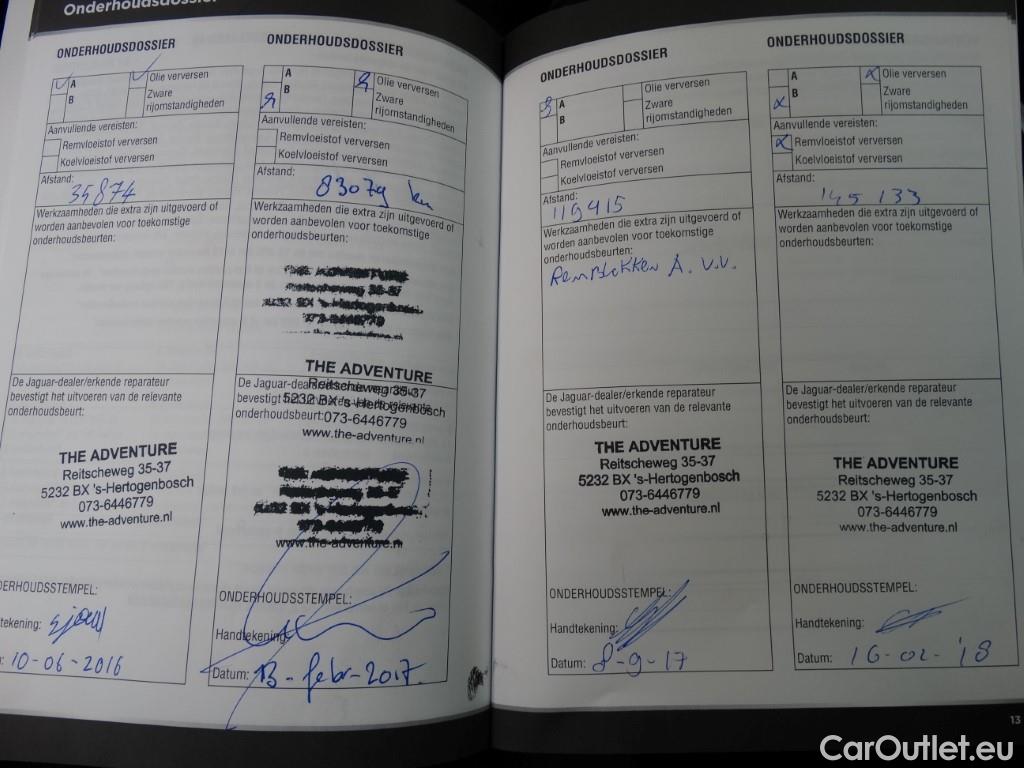 Onderhoudsdossier
ONDERHOUDSDOSSIER
A
B
Olie verversen
Zware
rijomstandigheden
Aanvullende vereisten:
Remvloeistof verversen
Koelvloeistof verversen
Afstand:
35874
Werkzaamheden die extra zijn uitgevoerd of
worden aanbevolen voor toekomstige
onderhoudsbeurten:
De Jaguar-dealer/erkende reparateur
bevestigt het uitvoeren van de relevante
onderhoudsbeurt:
THE ADVENTURE
Reitscheweg 35-37
5232 BX 's-Hertogenbosch
073-6446779
www.the-adventure.nl
DERHOUDSSTEMPEL:
tekening:
: 10-06-2016
ONDERHOUDSDOSSIER
A
B
Olie verversen
Zware
rijomstandigheden
Aanvullende vereisten:
Remvloeistof verversen
Koelvloeistof verversen
Afstand:
83079 km
Werkzaamheden die extra zijn uitgevoerd of
worden aanbevolen voor toekomstige
onderhoudsbeurten:
THE ADVENTURE
Reitscheweg 35-37
5232 BX 's-Hertogenbosch
073-6446779
www.the-adventure.nl
THE ADVENTURE
De Jaguar-dealer
Reitscheweg 35-37
bevestigt
5232 BX 's-Hertogenbosch
onderhoudsbeurt:
073-6446779
www.the-adventure.nl
THE ADVENTURE
Reitscheweg 35-37
5232 BX 's-Hertogenbosch
073-6446779
www.the-adventure.nl
ONDERHOUDSSTEMPEL:
Handtekening:
Datum: 13-febr-2017.
ONDERHOUDSDOSSIER
A
B
Olie verversen
Zware
rijomstandigheden
Aanvullende vereisten:
Remvloeistof verversen
Koelvloeistof verversen
Afstand:
119415
Werkzaamheden die extra zijn uitgevoerd of
worden aanbevolen voor toekomstige
onderhoudsbeurten:
RemBlokken A. v.v.
De Jaguar-dealer/erkende reparateur
bevestigt het uitvoeren van de relevante
onderhoudsbeurt:
THE ADVENTURE
Reitscheweg 35-37
5232 BX 's-Hertogenbosch
073-6446779
www.the-adventure.nl
ONDERHOUDSSTEMPEL:
Handtekening:
Datum: 8-9-17
ONDERHOUDSDOSSIER
A
B
Olie verversen
Zware
rijomstandigheden
Aanvullende vereisten:
Remvloeistof verversen
Koelvloeistof verversen
Afstand:
145 133
Werkzaamheden die extra zijn uitgevoerd of
worden aanbevolen voor toekomstige
onderhoudsbeurten:
De Jaguar-dealer/erkende reparateur
bevestigt het uitvoeren van de relevante
onderhoudsbeurt:
THE ADVENTURE
Reitscheweg 35-37
5232 BX 's-Hertogenbosch
073-6446779
www.the-adventure.nl
ONDERHOUDSSTEMPEL:
Handtekening:
Datum: 16-02-'18
13
CarOutlet.eu